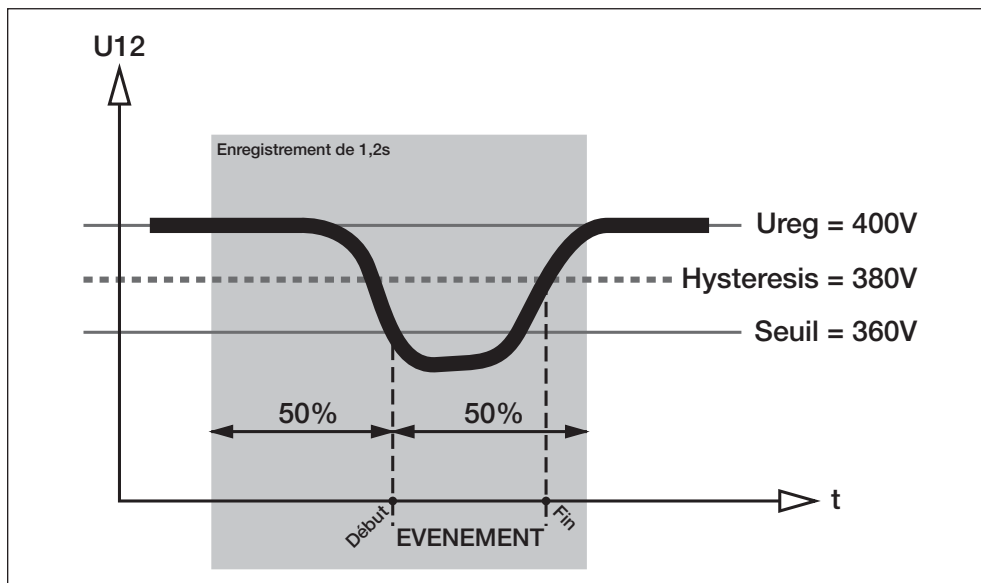 U12
Enregistrement de 1,2s
Ureg = 400V
Hysteresis = 380V
Seuil = 360V
50%
50%
t
Début
EVENEMENT
Fin